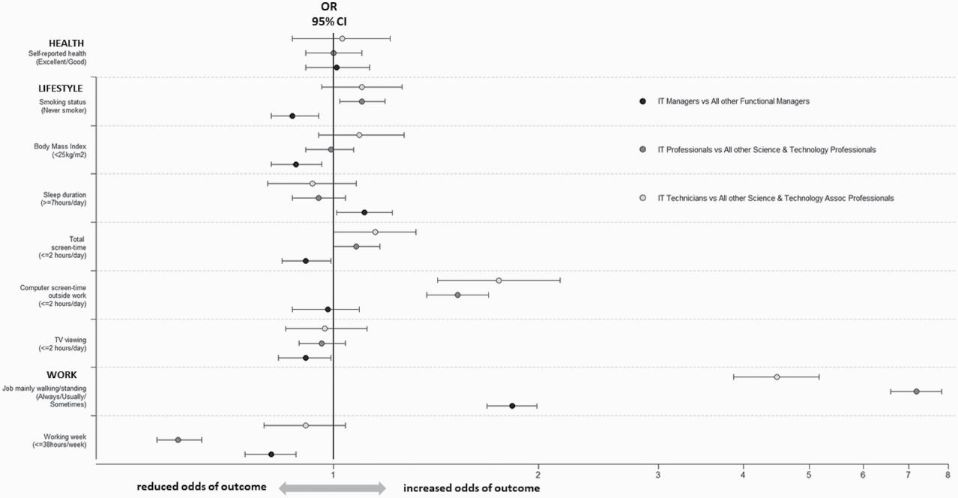 OR
95% CI
HEALTH
Self-reported health
(Excellent/Good)
LIFESTYLE
Smoking status
(Never smoker)
IT Managers vs All other Functional Managers
Body Mass Index
(<25kg/m2)
IT Professionals vs All other Science & Technology Professionals
Sleep duration
(>=7hours/day)
IT Technicians vs All other Science & Technology Assoc Professionals
Total
screen-time
(<=2 hours/day)
Computer screen-time
outside work
(<=2 hours/day)
TV viewing
(<=2 hours/day)
WORK
Job mainly walking/standing
(Always/Usually/
Sometimes)
Working week
(<=38hours/week)
1 2 3 4 5 6 7 8
reduced odds of outcome increased odds of outcome